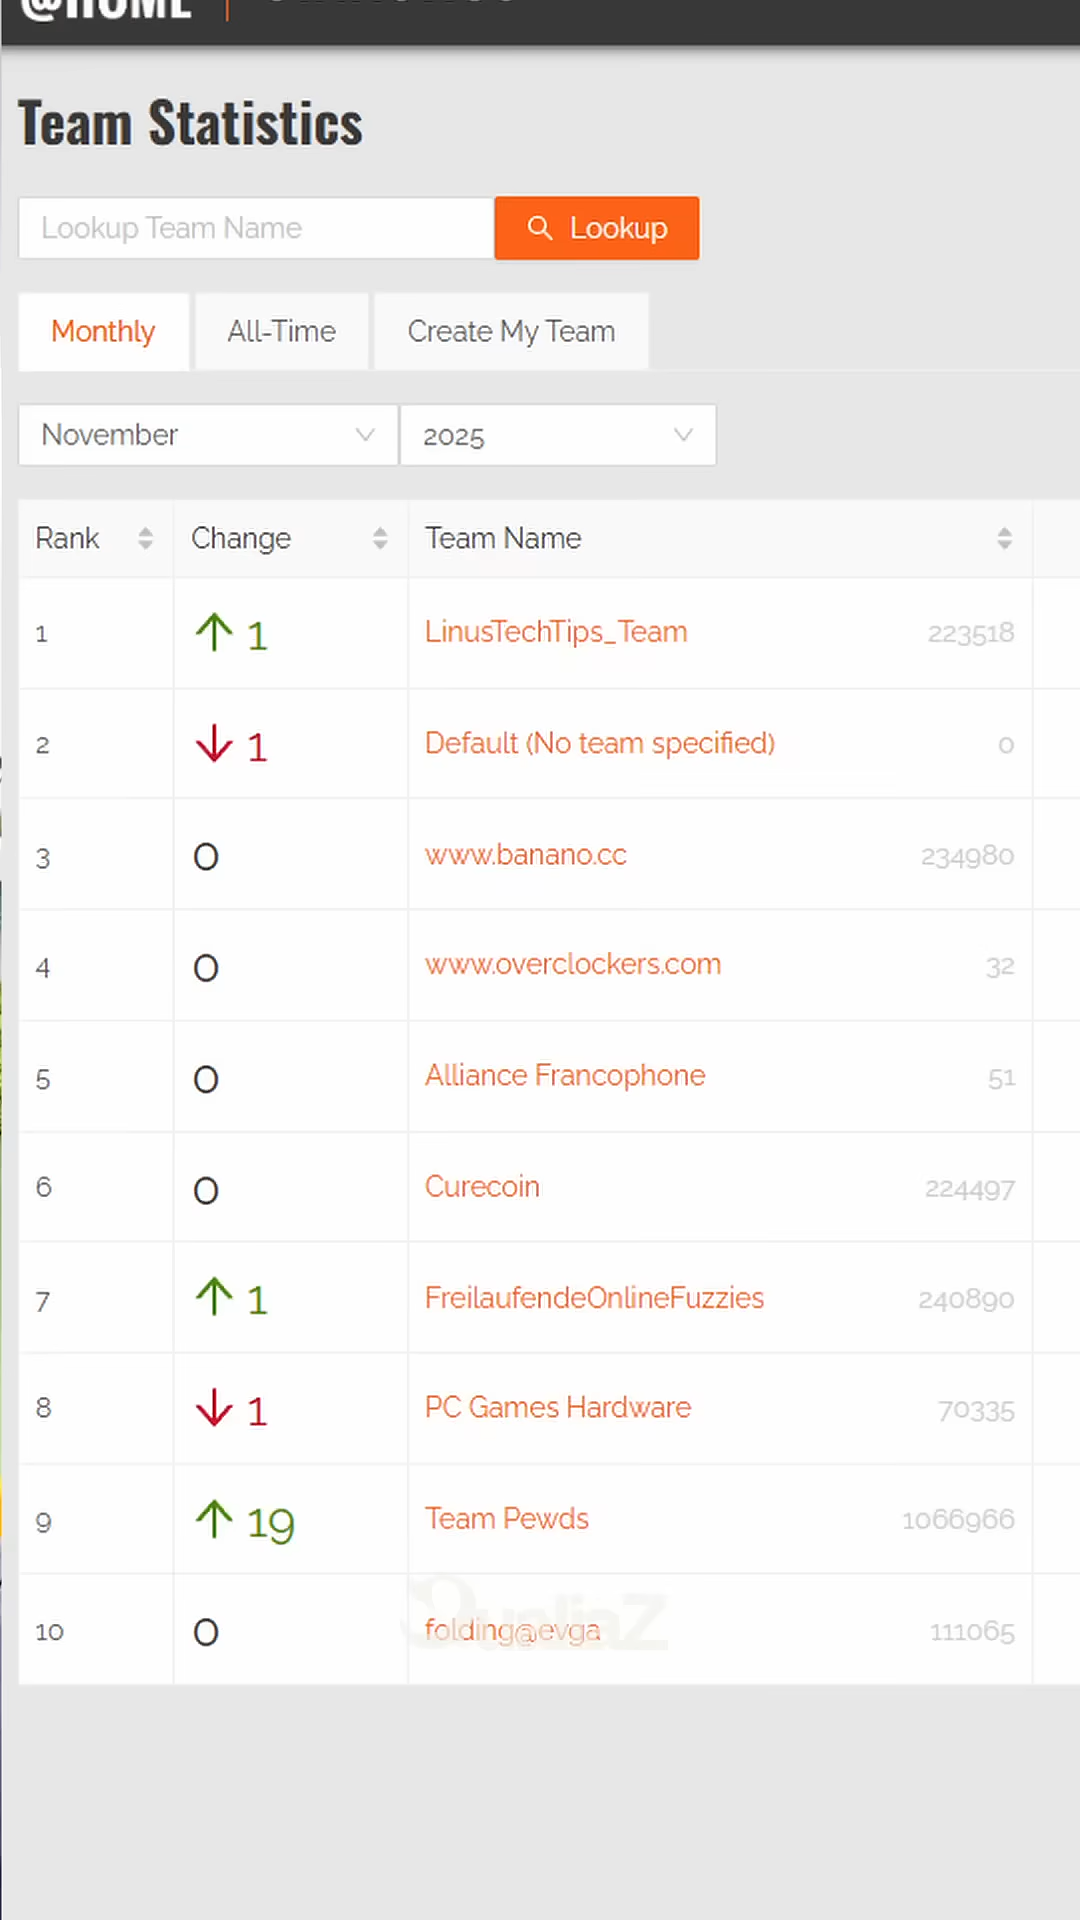 @HOME
Team Statistics
Lookup Team Name Lookup
Monthly All-Time Create My Team
November 2025
Rank Change Team Name
1 1 LinusTechTips_Team 223518
2 1 Default (No team specified) 0
3 0 www.banano.cc 234980
4 0 www.overclockers.com 32
5 0 Alliance Francophone 51
6 0 Curecoin 224497
7 1 FreilaufendeOnlineFuzzies 240890
8 1 PC Games Hardware 70335
9 19 Team Pewds 1066966
10 0 folding@evga 111065